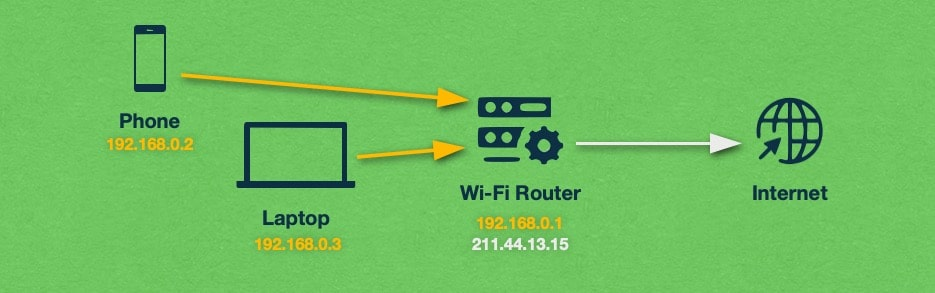 Phone
192.168.0.2
Laptop
192.168.0.3
Wi-Fi Router
192.168.0.1
211.44.13.15
Internet